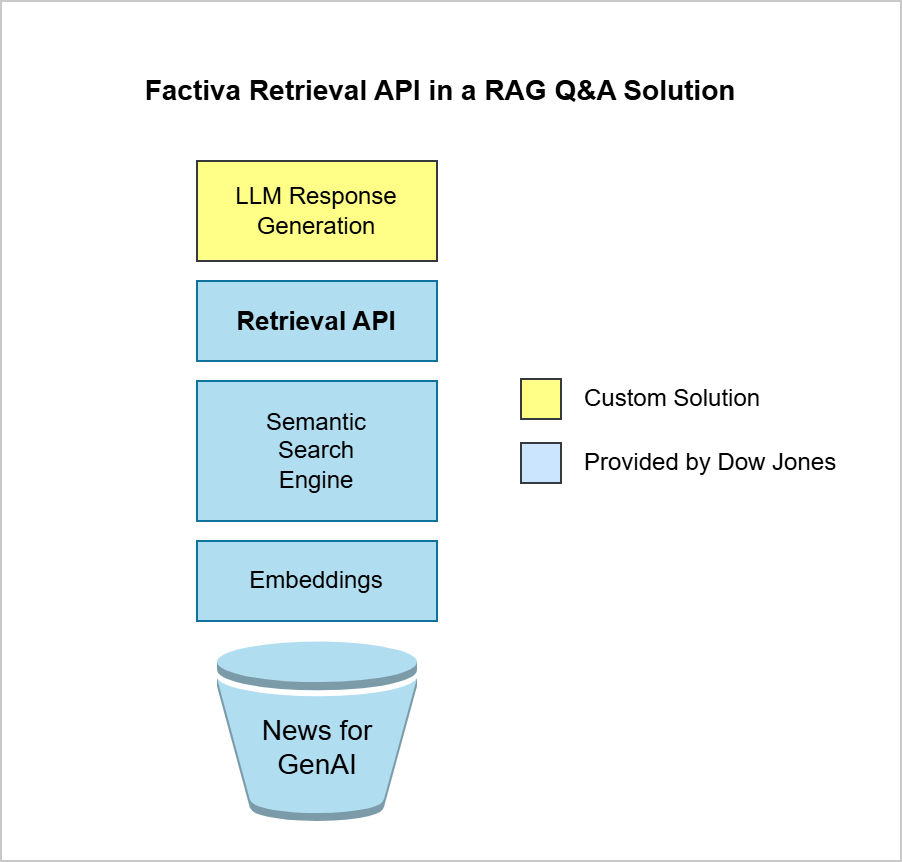 Factiva Retrieval API in a RAG Q&A Solution
LLM Response
Generation
Retrieval API
Semantic
Search
Engine
Custom Solution
Provided by Dow Jones
Embeddings
News for
GenAI